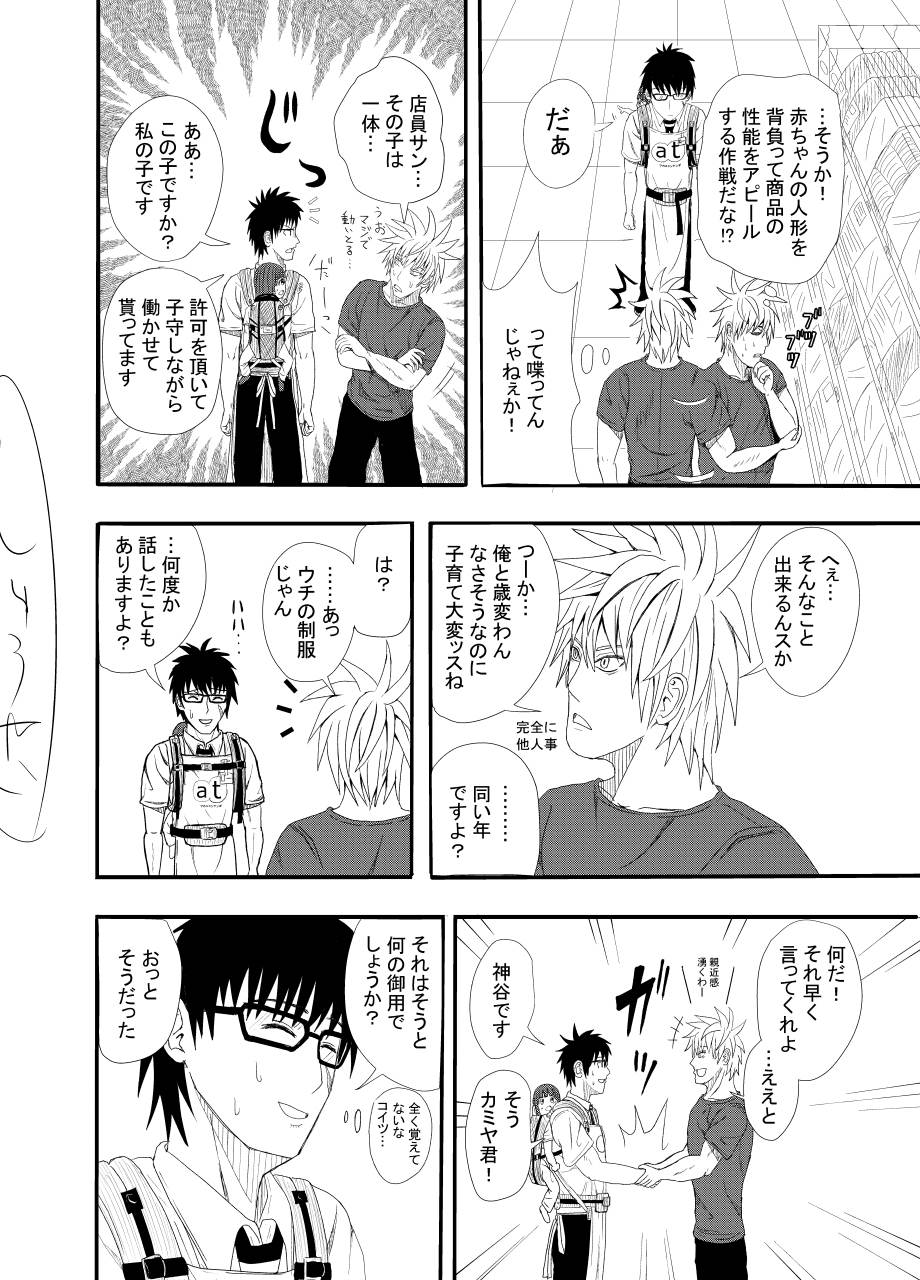 …そうか！
赤ちゃんの人形を
背負って商品の
性能をアピール
する作戦だな!?
だぁ
at
ブツブツ
って喋ってん
じゃねぇか！
店員サン…
その子は
一体…
うお
マジで
動いとる…
じっ
ああ…
この子ですか？
私の子です
許可を頂いて
子守しながら
働かせて
貰ってます
へぇ…
そんなこと
出来るんスか
つーか…
俺と歳変わん
なさそうなのに
子育て大変ッスね
完全に
他人事
………
同い年
ですよ？
は？
……あっ
ウチの制服
じゃん
ハハ…
…何度か
話したことも
ありますよ？
at
何だ！
それ早く
言ってくれよ
…ええと
親近感
湧くわー
ガッ
神谷です
そう
カミヤ君！
それはそうと
何の御用で
しょうか？
全く覚えて
ないな
コイツ…
おっと
そうだった